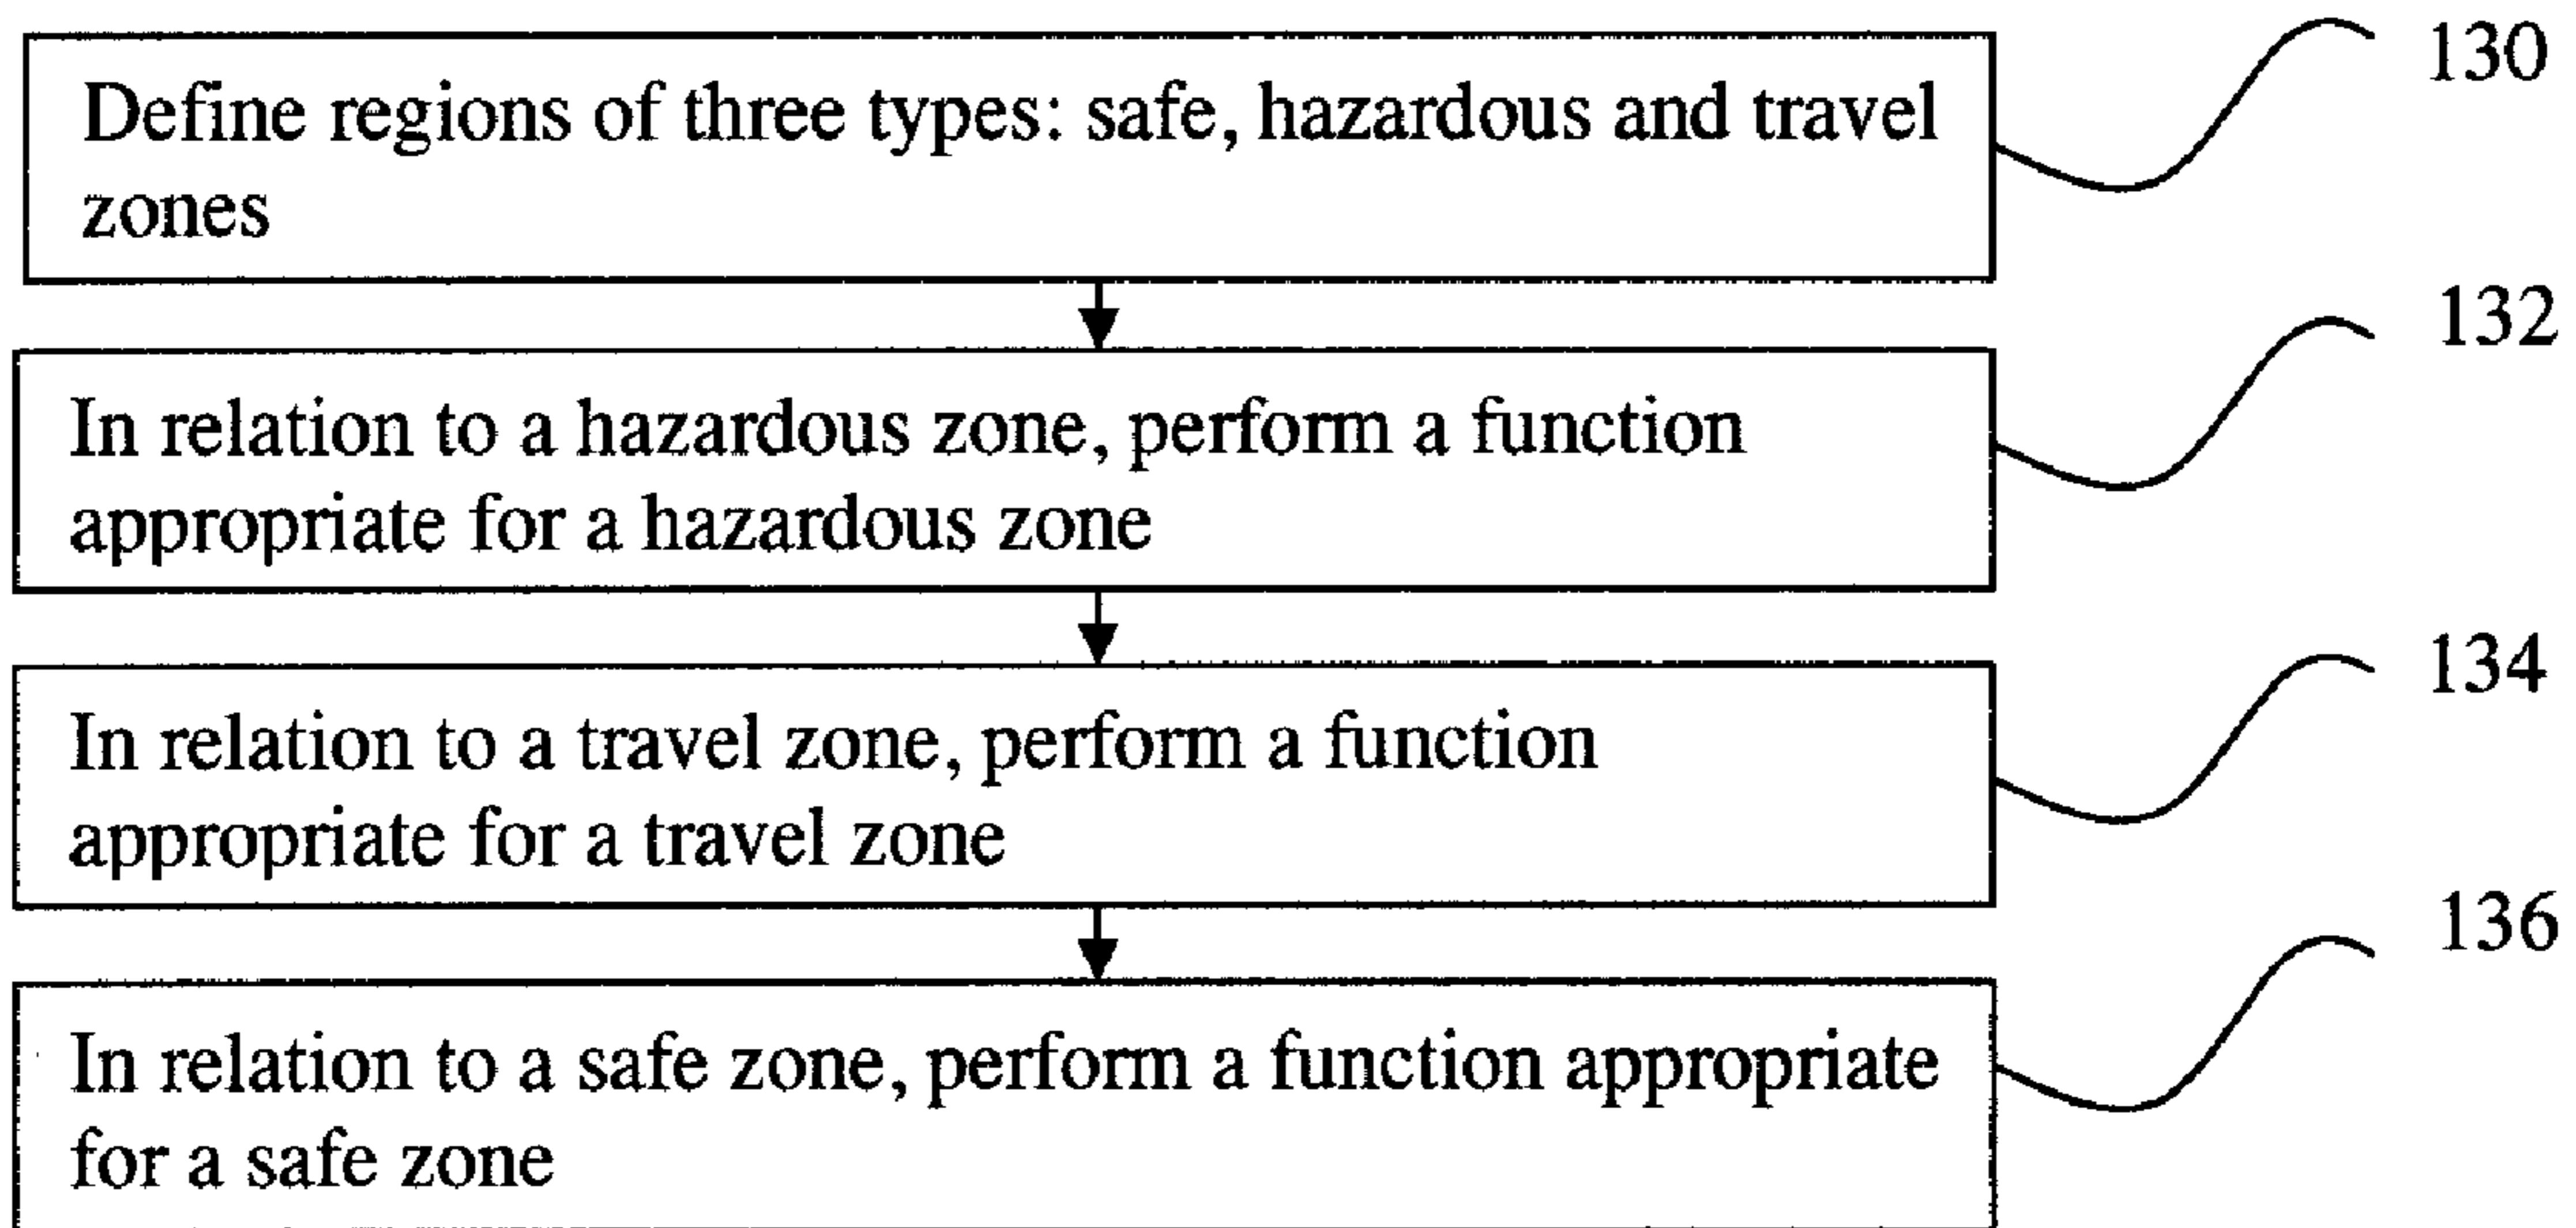 Define regions of three types: safe, hazardous and travel
zones
130
In relation to a hazardous zone, perform a function
appropriate for a hazardous zone
132
In relation to a travel zone, perform a function
appropriate for a travel zone
134
In relation to a safe zone, perform a function appropriate
for a safe zone
136